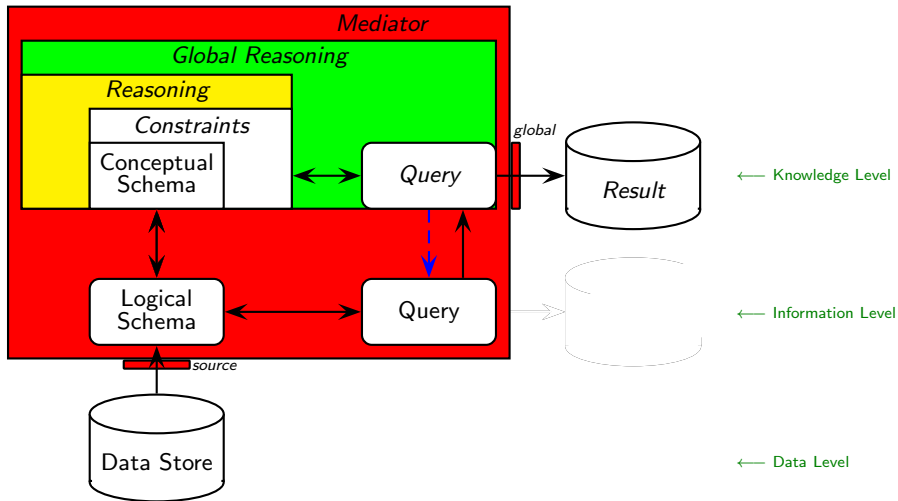 Mediator
Global Reasoning
Reasoning
Constraints
Conceptual
Schema
Query
global
Result
← Knowledge Level
Logical
Schema
Query
← Information Level
source
Data Store
← Data Level